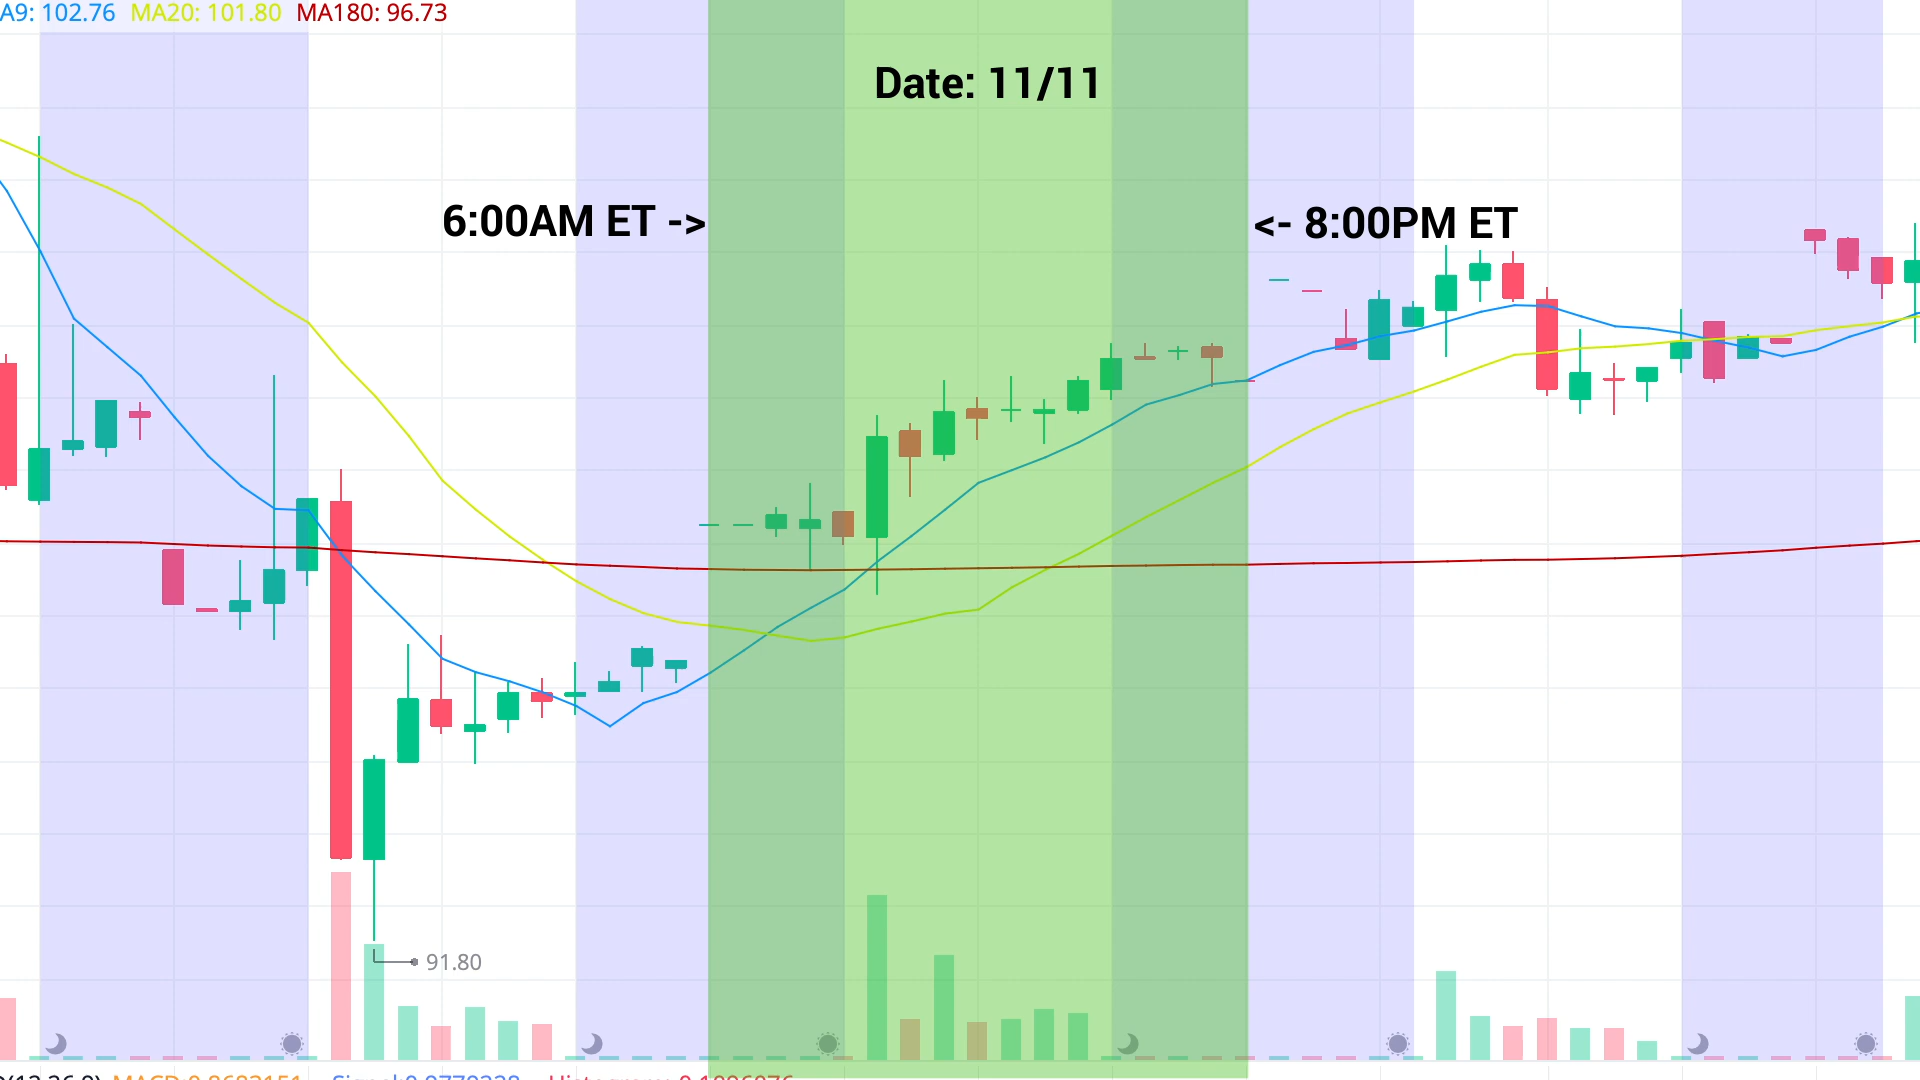 A9: 102.76 MA20: 101.80 MA180: 96.73
Date: 11/11
6:00AM ET ->
<- 8:00PM ET
91.80